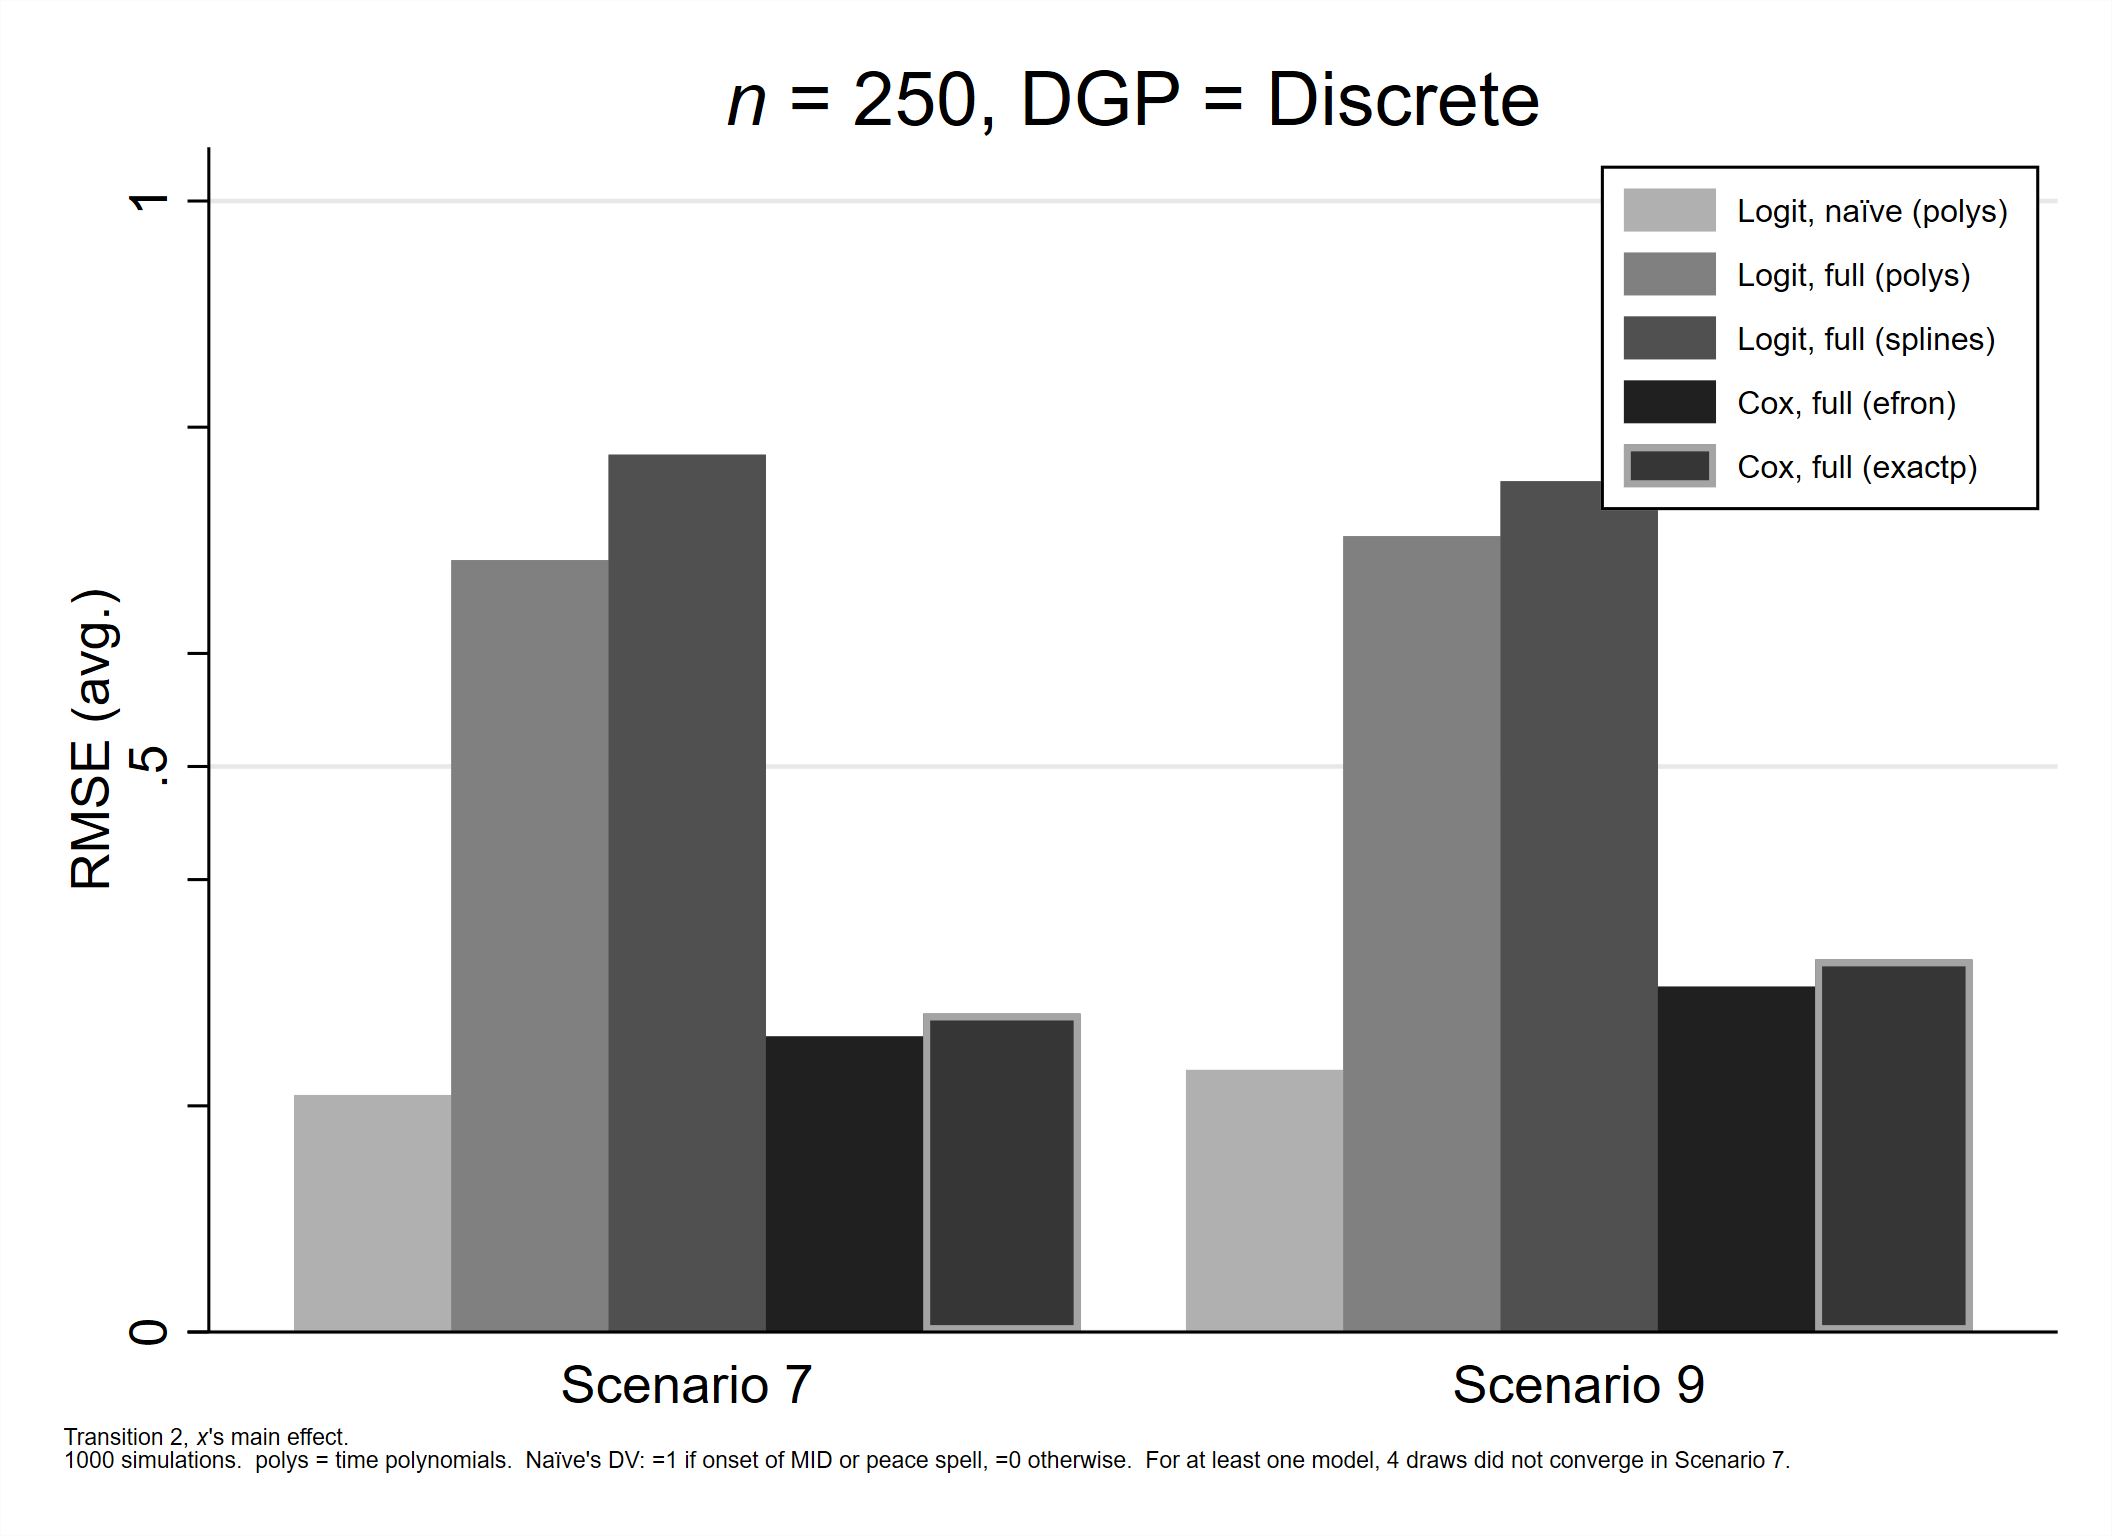 n = 250, DGP = Discrete
RMSE (avg.)
1
.5
0
Logit, naïve (polys)
Logit, full (polys)
Logit, full (splines)
Cox, full (efron)
Cox, full (exactp)
Scenario 7
Scenario 9
Transition 2, x's main effect.
1000 simulations.  polys = time polynomials.  Naïve's DV: =1 if onset of MID or peace spell, =0 otherwise.  For at least one model, 4 draws did not converge in Scenario 7.